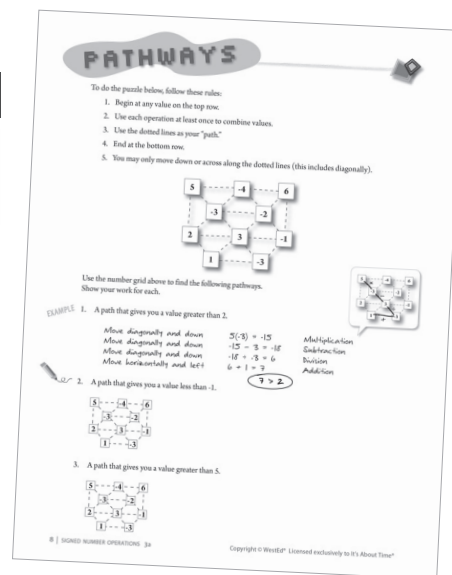 PATHWAYS
To do the puzzle below, follow these rules:
1. Begin at any value on the top row.
2. Use each operation at least once to combine values.
3. Use the dotted lines as your "path."
4. End at the bottom row.
5. You may only move down or across along the dotted lines (this includes diagonally).
5 -4 6
-3 -2
2 3 -1
1 -3
Use the number grid above to find the following pathways.
Show your work for each.
EXAMPLE 1. A path that gives you a value greater than 2.
Move diagonally and down 5(-3) = -15 Multiplication
Move diagonally and down -15 - 3 = -18 Subtraction
Move diagonally and down -18 ÷ -3 = 6 Division
Move horizontally and left 6 + 1 = 7 Addition
7 > 2
2. A path that gives you a value less than -1.
5 -4 6
-3 -2
2 3 -1
1 -3
3. A path that gives you a value greater than 5.
5 -4 6
-3 -2
2 3 -1
1 -3
8 | SIGNED NUMBER OPERATIONS
Copyright © WestEd® Licensed exclusively to It's About Time®